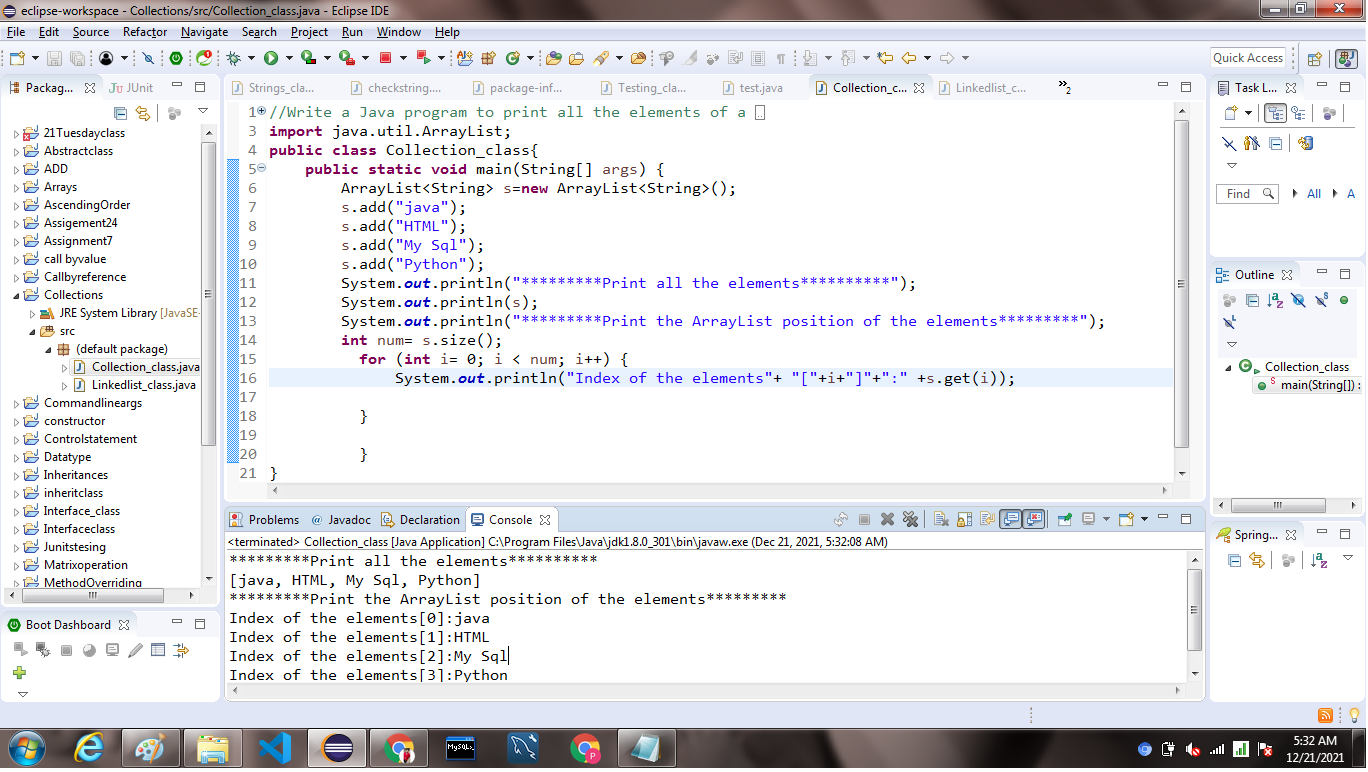 eclipse-workspace - Collections/src/Collection_class.java - Eclipse IDE
File Edit Source Refactor Navigate Search Project Run Window Help
Quick Access
Packag...
JUnit
21Tuesdayclass
Abstractclass
ADD
Arrays
AscendingOrder
Assigement24
Assignment7
call byvalue
Callbyreference
Collections
JRE System Library [JavaSE-
src
(default package)
Collection_class.java
Linkedlist_class.java
Commandlineargs
constructor
Controlstatement
Datatype
Inheritances
inheritclass
Interface_class
Interfaceclass
Junitstesing
Matrixoperation
MethodOverriding
Boot Dashboard
Strings_cla... checkstring.... package-inf... Testing_cla... test.java Collection_c... Linkedlist_c... »2
1 //Write a Java program to print all the elements of a
3 import java.util.ArrayList;
4 public class Collection_class{
5 public static void main(String[] args) {
6 ArrayList<String> s=new ArrayList<String>();
7 s.add("java");
8 s.add("HTML");
9 s.add("My Sql");
10 s.add("Python");
11 System.out.println("*********Print all the elements**********");
12 System.out.println(s);
13 System.out.println("*********Print the ArrayList position of the elements*********");
14 int num= s.size();
15 for (int i= 0; i < num; i++) {
16 System.out.println("Index of the elements"+ "["+i+"]"+":" +s.get(i));
17
18 }
19
20 }
21 }
Problems @ Javadoc Declaration Console
<terminated> Collection_class [Java Application] C:\Program Files\Java\jdk1.8.0_301\bin\javaw.exe (Dec 21, 2021, 5:32:08 AM)
*********Print all the elements**********
[java, HTML, My Sql, Python]
*********Print the ArrayList position of the elements*********
Index of the elements[0]:java
Index of the elements[1]:HTML
Index of the elements[2]:My Sql
Index of the elements[3]:Python
Task L...
Find All A
Outline
Collection_class
main(String[]) :
Spring...
MySQL
5:32 AM
12/21/2021